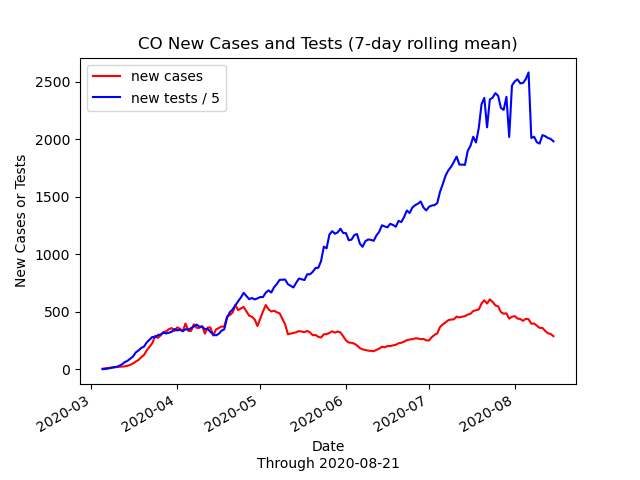 CO New Cases and Tests (7-day rolling mean)
new cases
new tests / 5
2500
2000
1500
1000
500
0
New Cases or Tests
2020-03
2020-04
2020-05
2020-06
2020-07
2020-08
Date
Through 2020-08-21